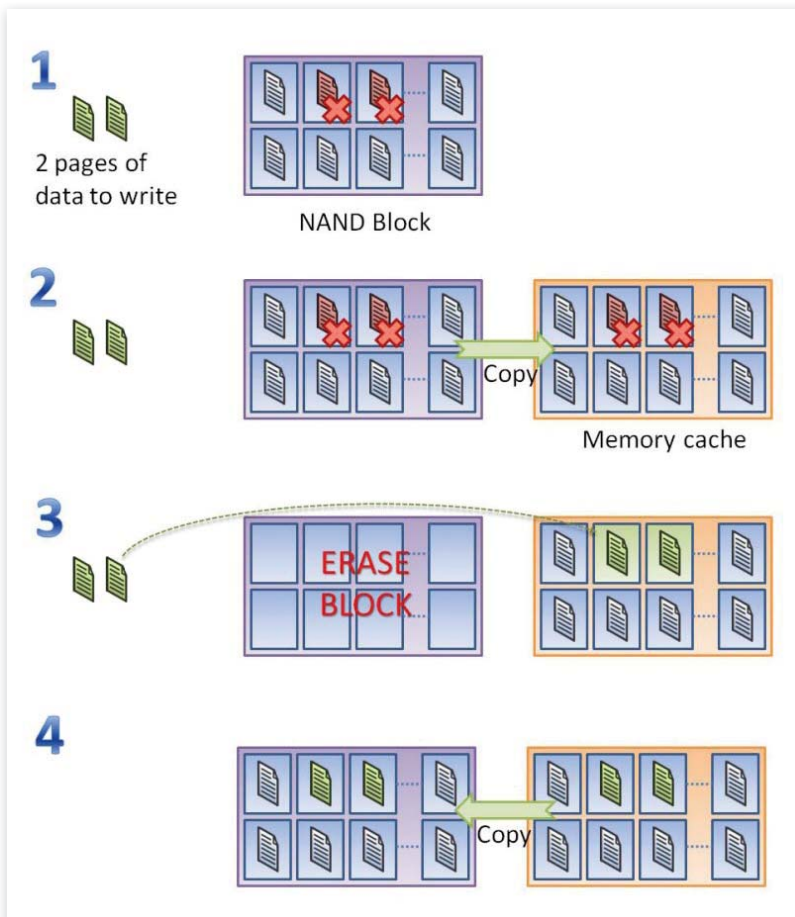 1
2 pages of
data to write
NAND Block
2
Copy
Memory cache
3
ERASE
BLOCK
4
Copy